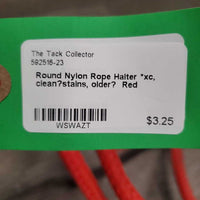 The Tack Collector
592516-23
Round Nylon Rope Halter *xc,
clean?stains, older? Red
WSWAZT
$3.25